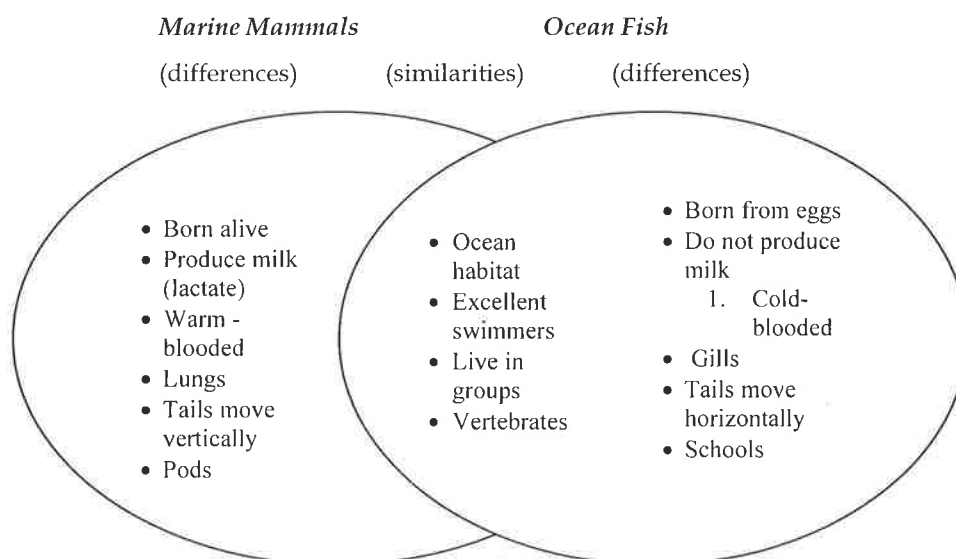 Marine Mammals Ocean Fish
(differences) (similarities) (differences)
• Born alive
• Produce milk
(lactate)
• Warm -
blooded
• Lungs
• Tails move
vertically
• Pods
• Ocean
habitat
• Excellent
swimmers
• Live in
groups
• Vertebrates
• Born from eggs
• Do not produce
milk
1. Cold-
blooded
• Gills
• Tails move
horizontally
• Schools